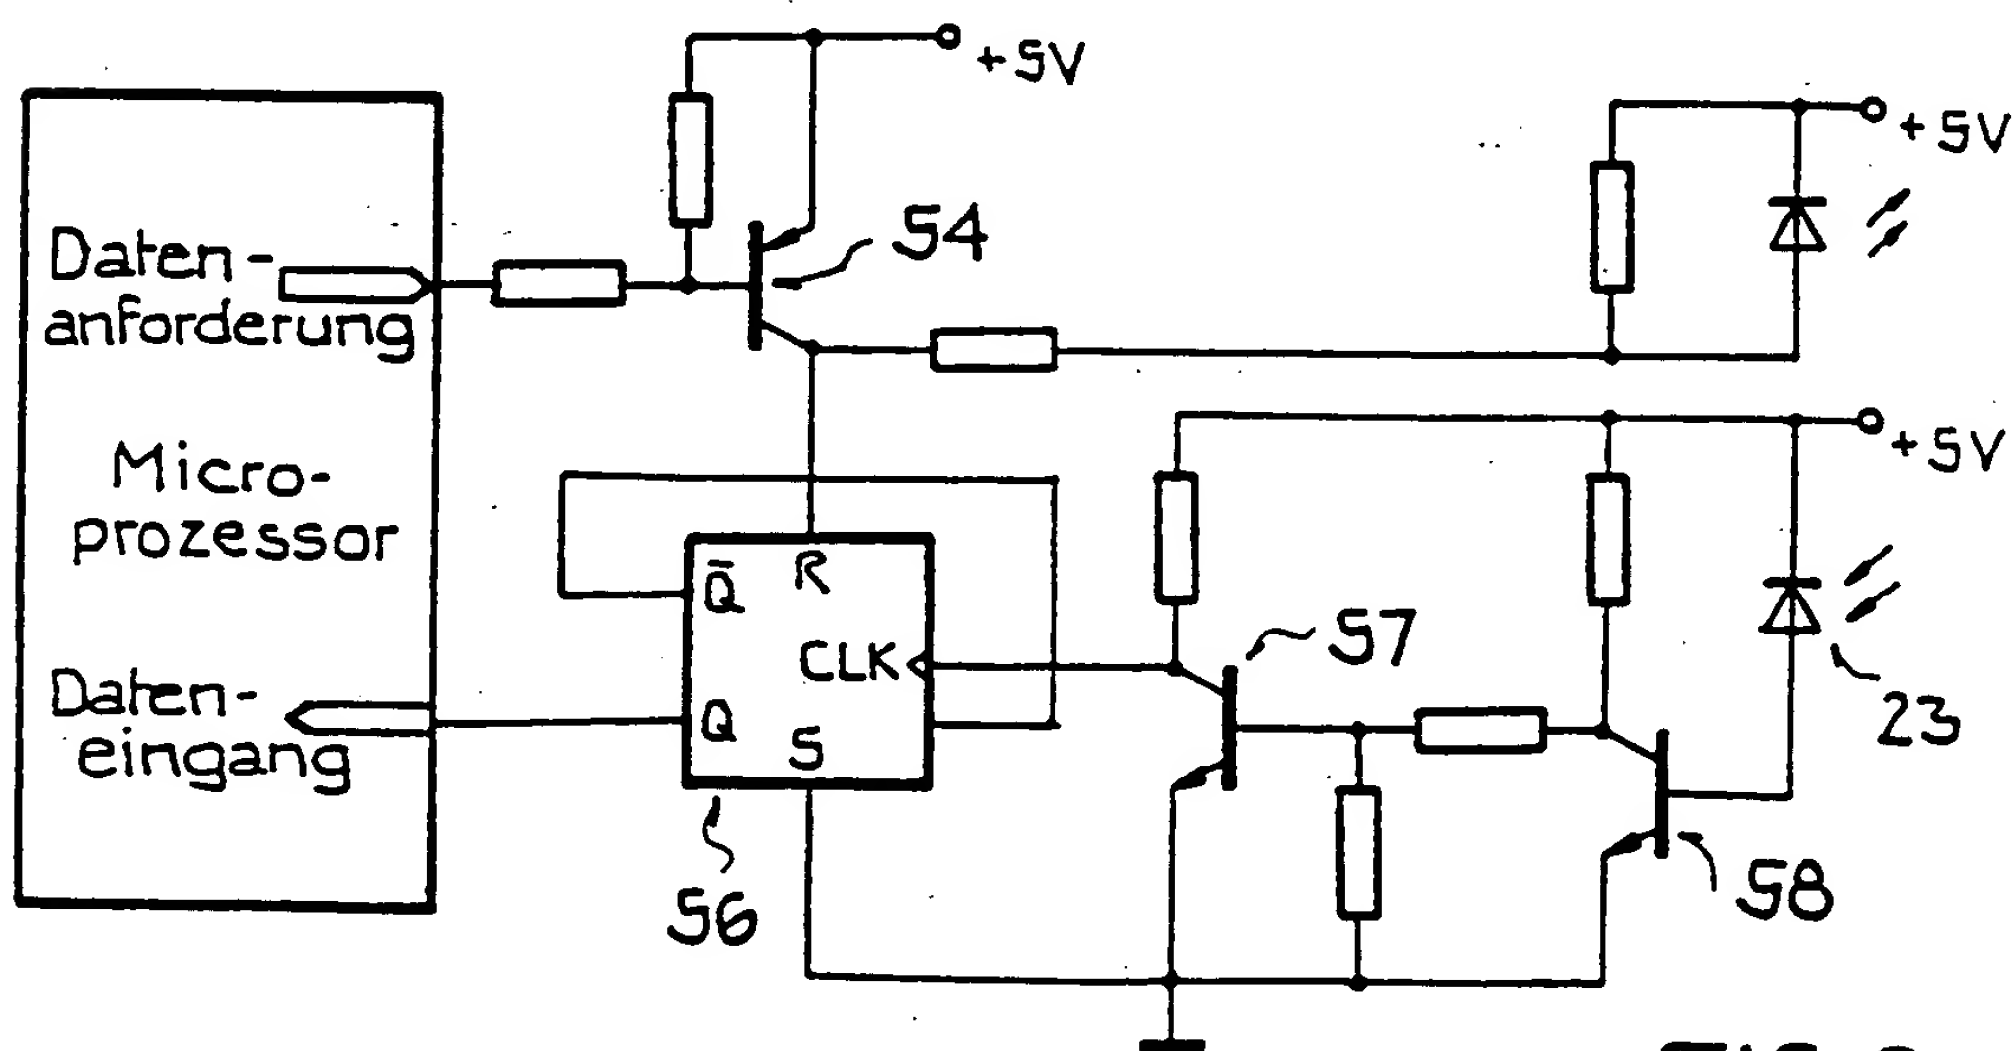 +5V
+5V
54
Daten-
anforderung
+5V
Micro-
prozessor
Q̄
R
57
CLK
Daten-
eingang
Q
S
23
56
58